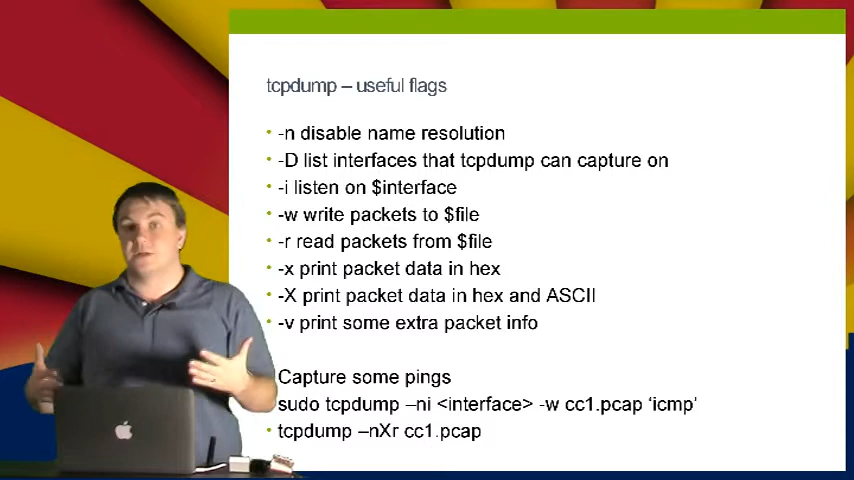 tcpdump – useful flags
• -n disable name resolution
• -D list interfaces that tcpdump can capture on
• -i listen on $interface
• -w write packets to $file
• -r read packets from $file
• -x print packet data in hex
• -X print packet data in hex and ASCII
• -v print some extra packet info
Capture some pings
sudo tcpdump –ni <interface> -w cc1.pcap ‘icmp’
• tcpdump –nXr cc1.pcap